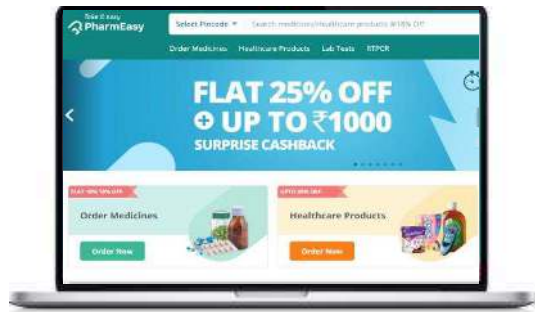 Take it easy
PharmEasy
Select Pincode
Search medicines/Healthcare products
Order Medicines Healthcare Products Lab Tests RTPCR
FLAT 25% OFF
+ UP TO ₹1000
SURPRISE CASHBACK
Order Medicines
Order Now
Healthcare Products
Order Now